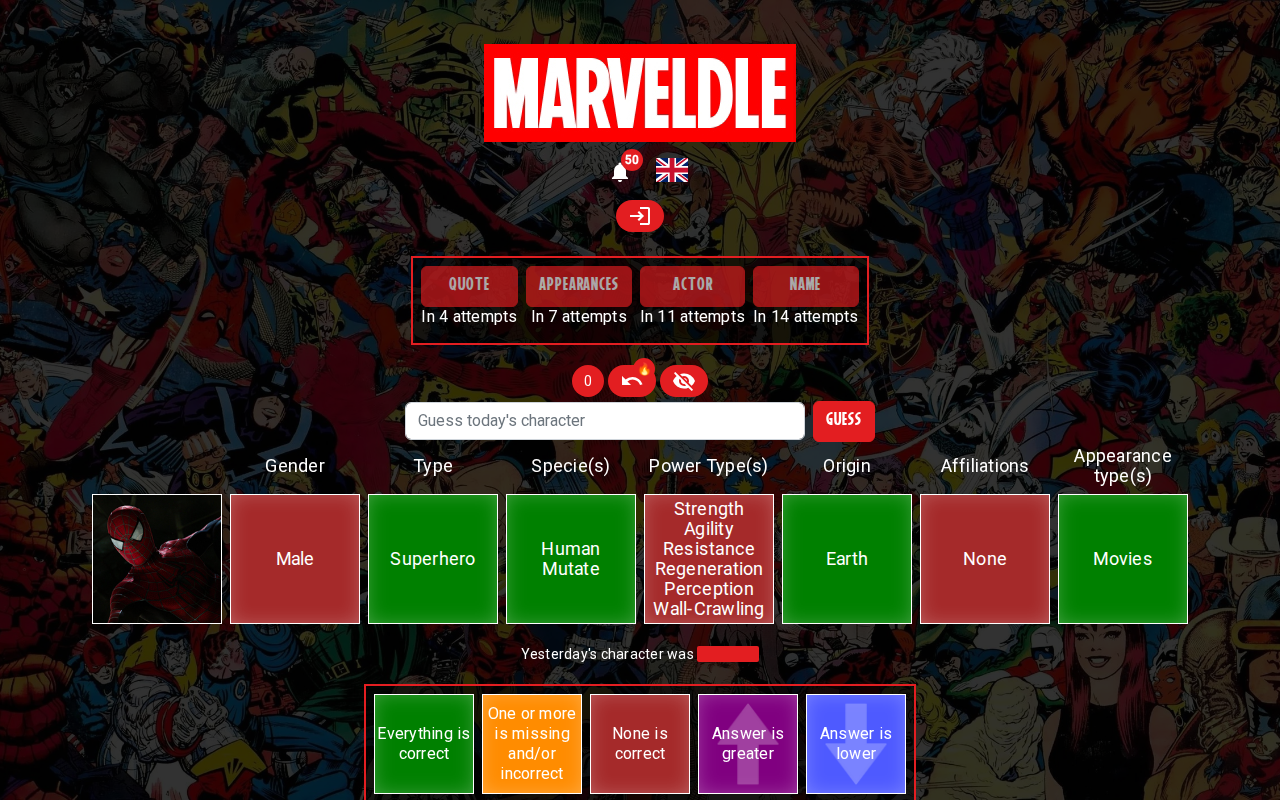 MARVELDLE
50
QUOTE
APPEARANCES
ACTOR
NAME
In 4 attempts
In 7 attempts
In 11 attempts
In 14 attempts
0
Guess today's character
GUESS
Gender
Type
Specie(s)
Power Type(s)
Origin
Affiliations
Appearance
type(s)
Male
Superhero
Human
Mutate
Strength
Agility
Resistance
Regeneration
Perception
Wall-Crawling
Earth
None
Movies
Yesterday's character was
Everything is
correct
One or more
is missing
and/or
incorrect
None is
correct
Answer is
greater
Answer is
lower